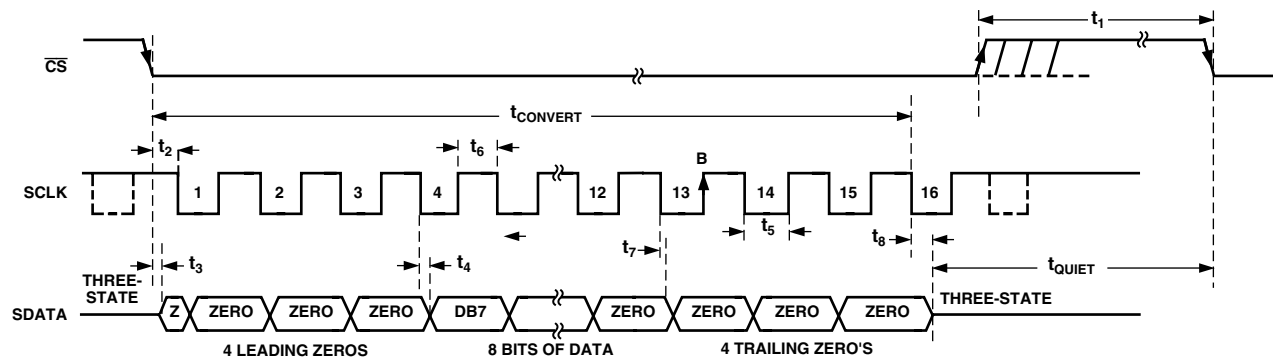 t1
CS
tCONVERT
t2
t6
B
SCLK
1 2 3 4 12 13 14 15 16
t7 t5 t8
t3 t4 tQUIET
THREE-
STATE
THREE-STATE
SDATA
Z ZERO ZERO ZERO DB7 ZERO ZERO ZERO ZERO
4 LEADING ZEROS 8 BITS OF DATA 4 TRAILING ZERO'S